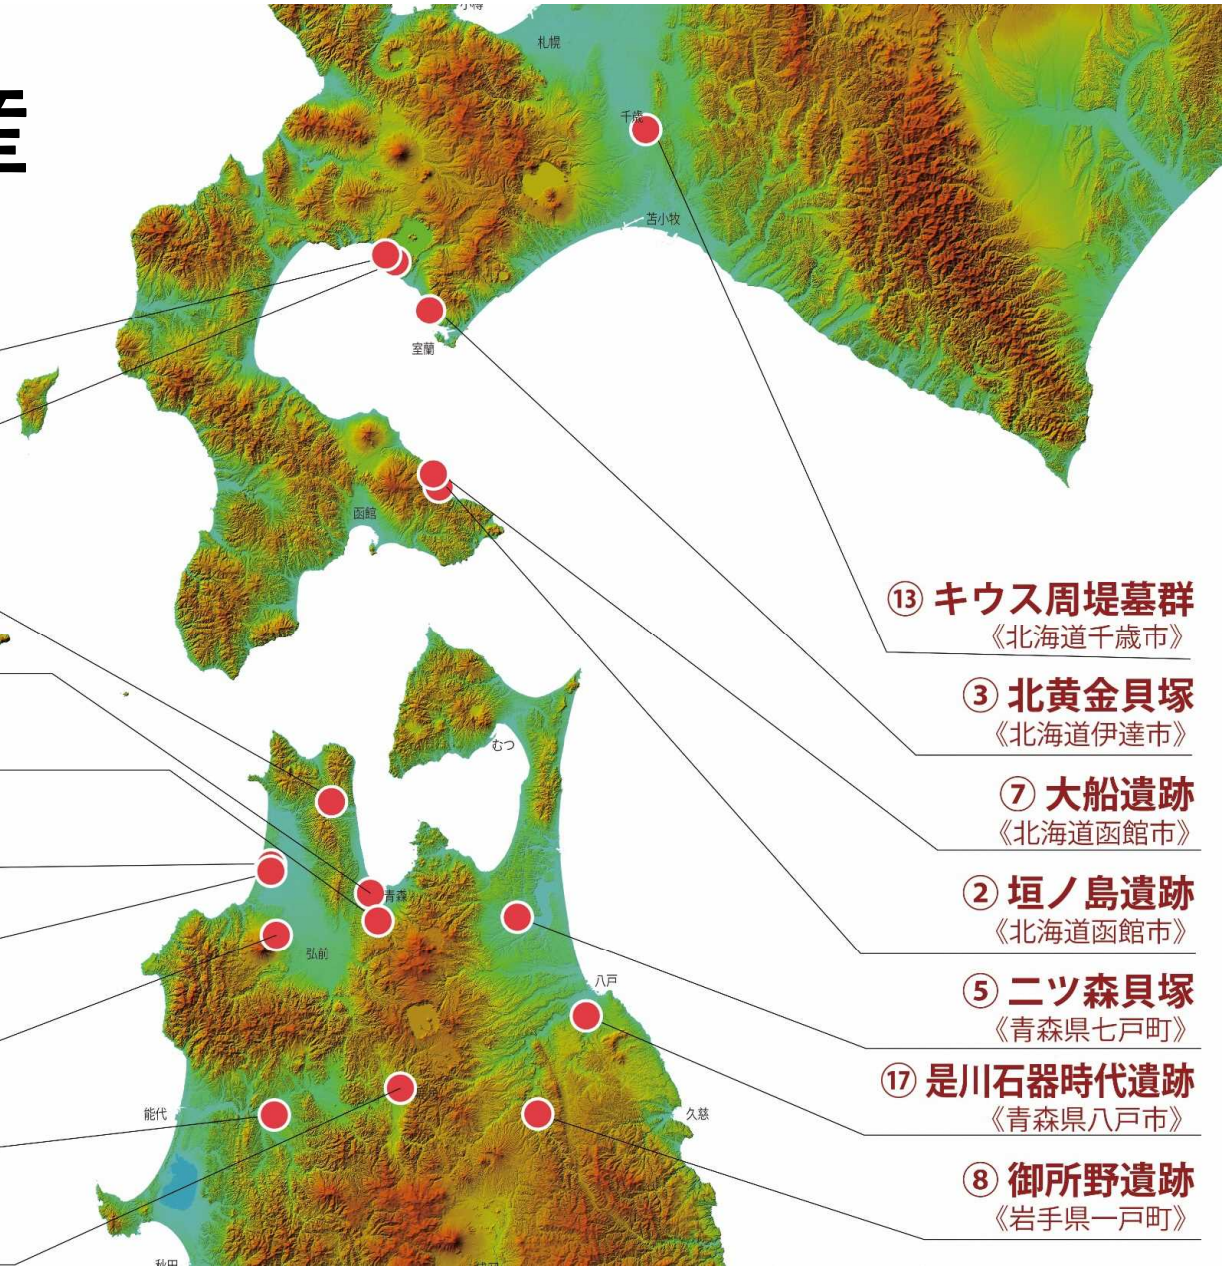 産
札幌
千歳
苫小牧
室蘭
函館
むつ
青森
弘前
八戸
能代
久慈
秋田
⑬ キウス周堤墓群
《北海道千歳市》
③ 北黄金貝塚
《北海道伊達市》
⑦ 大船遺跡
《北海道函館市》
② 垣ノ島遺跡
《北海道函館市》
⑤ 二ツ森貝塚
《青森県七戸町》
⑰ 是川石器時代遺跡
《青森県八戸市》
⑧ 御所野遺跡
《岩手県一戸町》